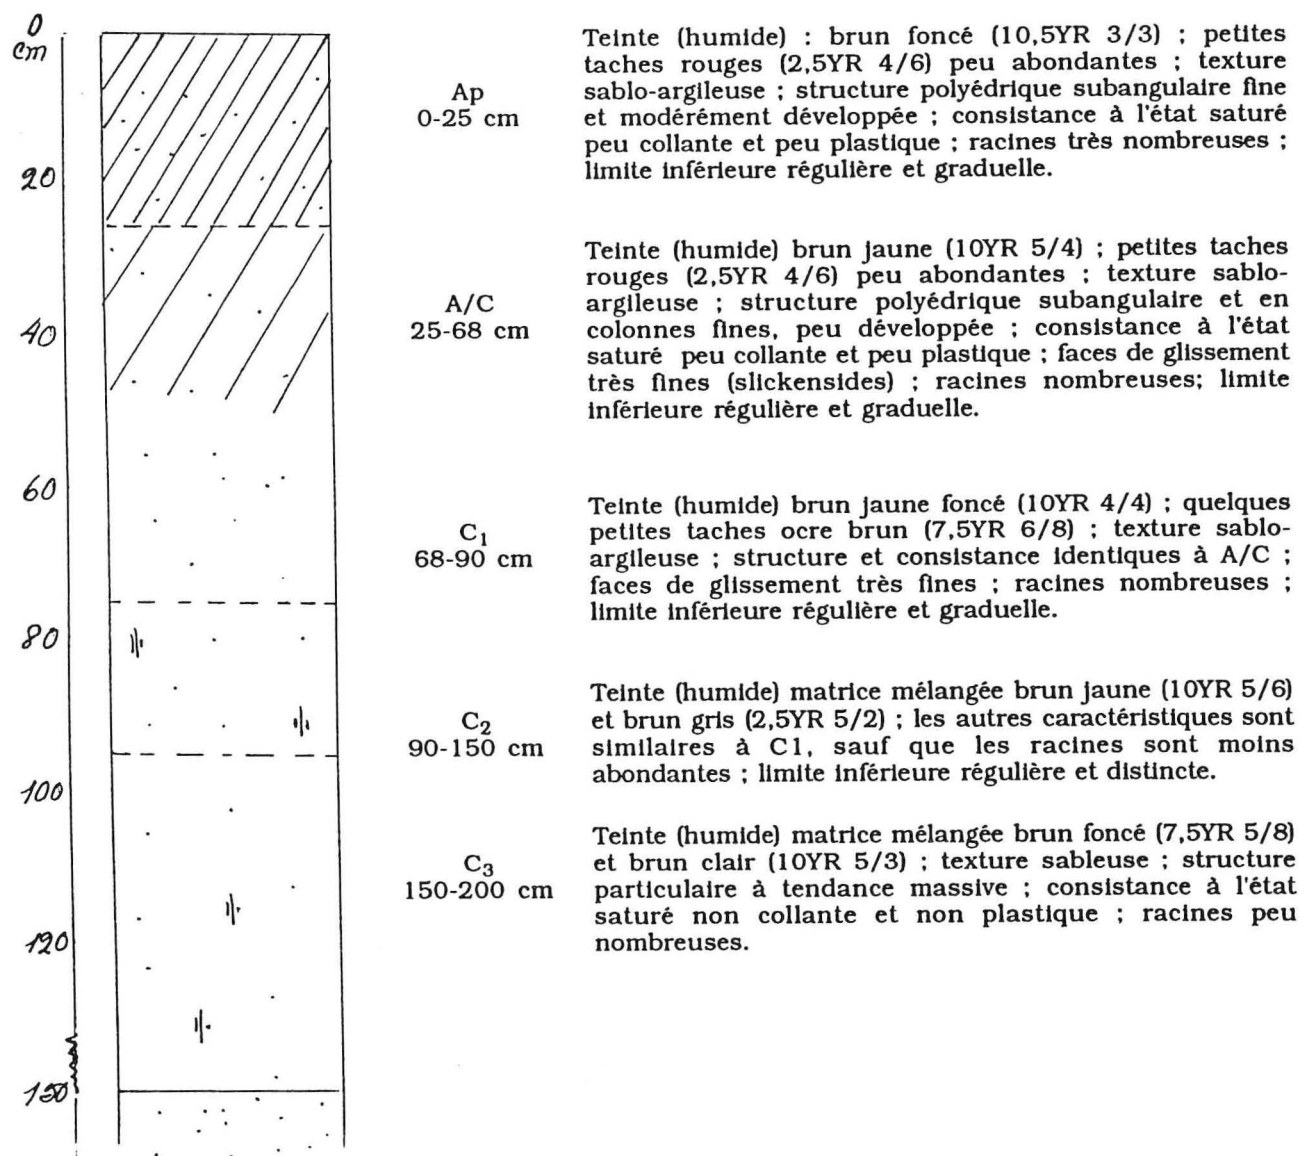 0
cm
20
40
60
80
100
120
150
Ap
0-25 cm
Teinte (humide) : brun foncé (10,5YR 3/3) ; petites
taches rouges (2,5YR 4/6) peu abondantes ; texture
sablo-argileuse ; structure polyédrique subangulaire fine
et modérément développée ; consistance à l'état saturé
peu collante et peu plastique ; racines très nombreuses ;
limite inférieure régulière et graduelle.
A/C
25-68 cm
Teinte (humide) brun jaune (10YR 5/4) ; petites taches
rouges (2,5YR 4/6) peu abondantes ; texture sablo-
argileuse ; structure polyédrique subangulaire et en
colonnes fines, peu développée ; consistance à l'état
saturé peu collante et peu plastique ; faces de glissement
très fines (slickensides) ; racines nombreuses; limite
inférieure régulière et graduelle.
C₁
68-90 cm
Teinte (humide) brun jaune foncé (10YR 4/4) ; quelques
petites taches ocre brun (7,5YR 6/8) ; texture sablo-
argileuse ; structure et consistance identiques à A/C ;
faces de glissement très fines ; racines nombreuses ;
limite inférieure régulière et graduelle.
C₂
90-150 cm
Teinte (humide) matrice mélangée brun jaune (10YR 5/6)
et brun gris (2,5YR 5/2) ; les autres caractéristiques sont
similaires à C1, sauf que les racines sont moins
abondantes ; limite inférieure régulière et distincte.
C₃
150-200 cm
Teinte (humide) matrice mélangée brun foncé (7,5YR 5/8)
et brun clair (10YR 5/3) ; texture sableuse ; structure
particulaire à tendance massive ; consistance à l'état
saturé non collante et non plastique ; racines peu
nombreuses.